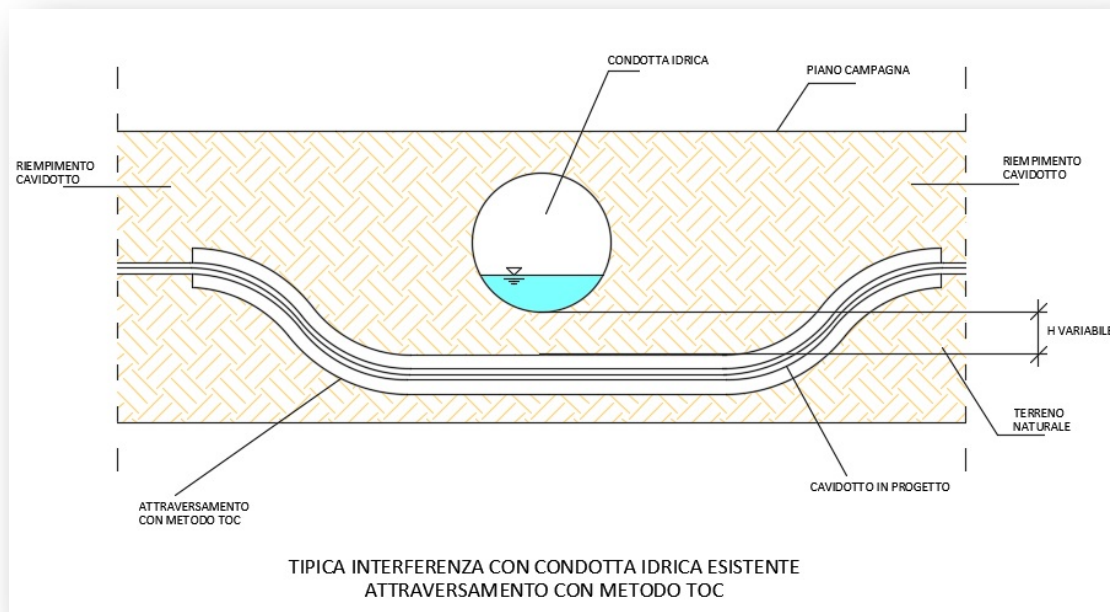 CONDOTTA IDRICA
PIANO CAMPAGNA
RIEMPIMENTO
CAVIDOTTO
RIEMPIMENTO
CAVIDOTTO
H VARIABILE
TERRENO
NATURALE
CAVIDOTTO IN PROGETTO
ATTRAVERSAMENTO
CON METODO TOC
TIPICA INTERFERENZA CON CONDOTTA IDRICA ESISTENTE
ATTRAVERSAMENTO CON METODO TOC